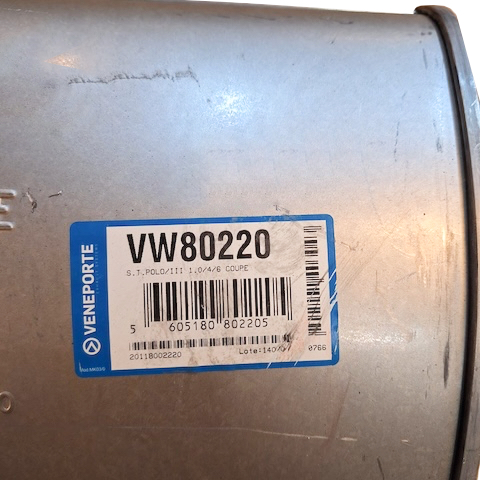 VENEPORTE
VW80220
S.T.POLO/III 1.0/4/6 COUPE
5 605180 802205
20118002220
Lote:
0766
E